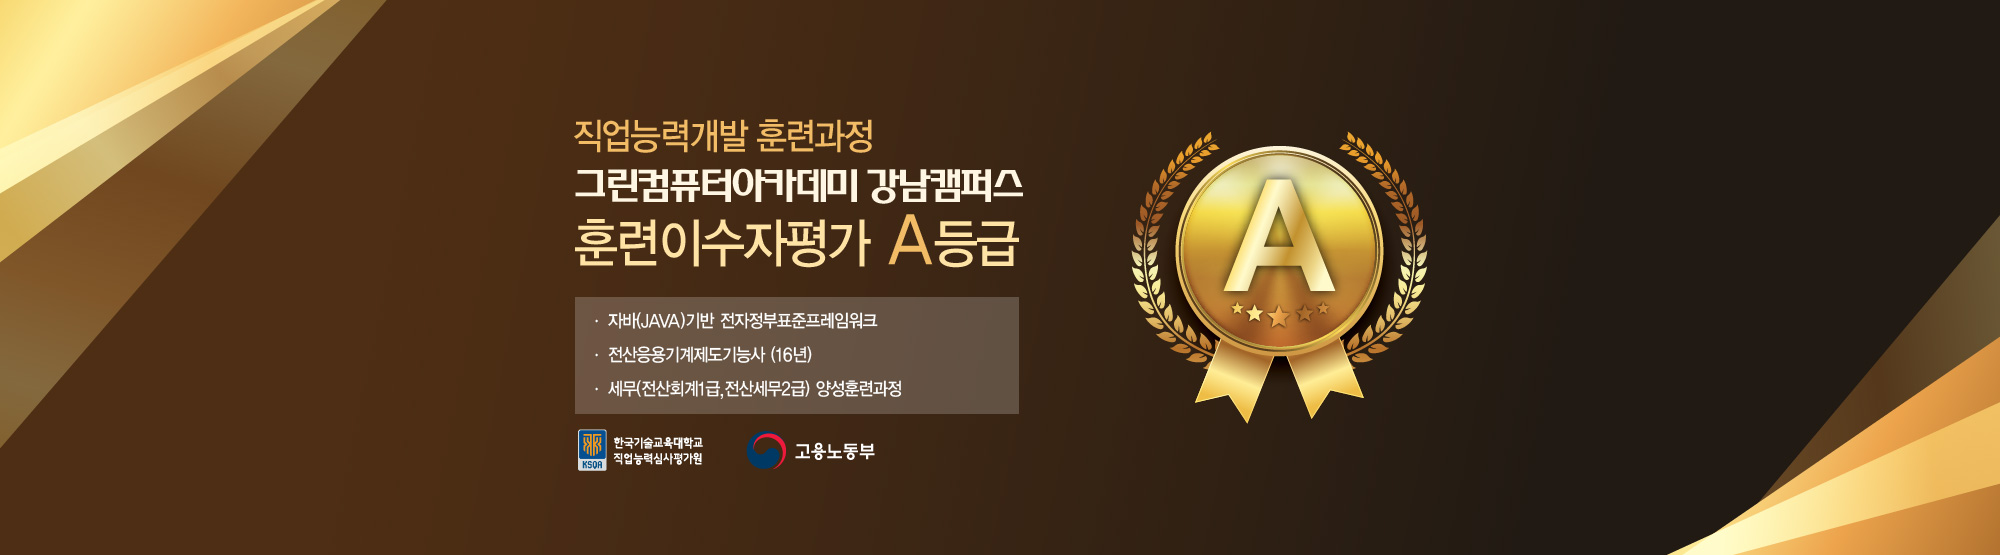 직업능력개발 훈련과정
그린컴퓨터아카데미 강남캠퍼스
훈련이수자평가 A등급
· 자바(JAVA)기반 전자정부표준프레임워크
· 전산응용기계제도기능사 (16년)
· 세무(전산회계1급,전산세무2급) 양성훈련과정
KSQA
한국기술교육대학교
직업능력심사평가원
고용노동부
A